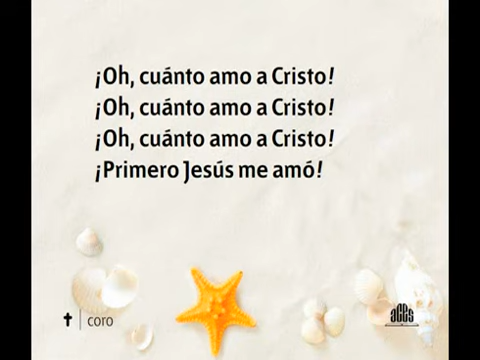 ¡Oh, cuánto amo a Cristo!
¡Oh, cuánto amo a Cristo!
¡Oh, cuánto amo a Cristo!
¡Primero Jesús me amó!
coro
aces